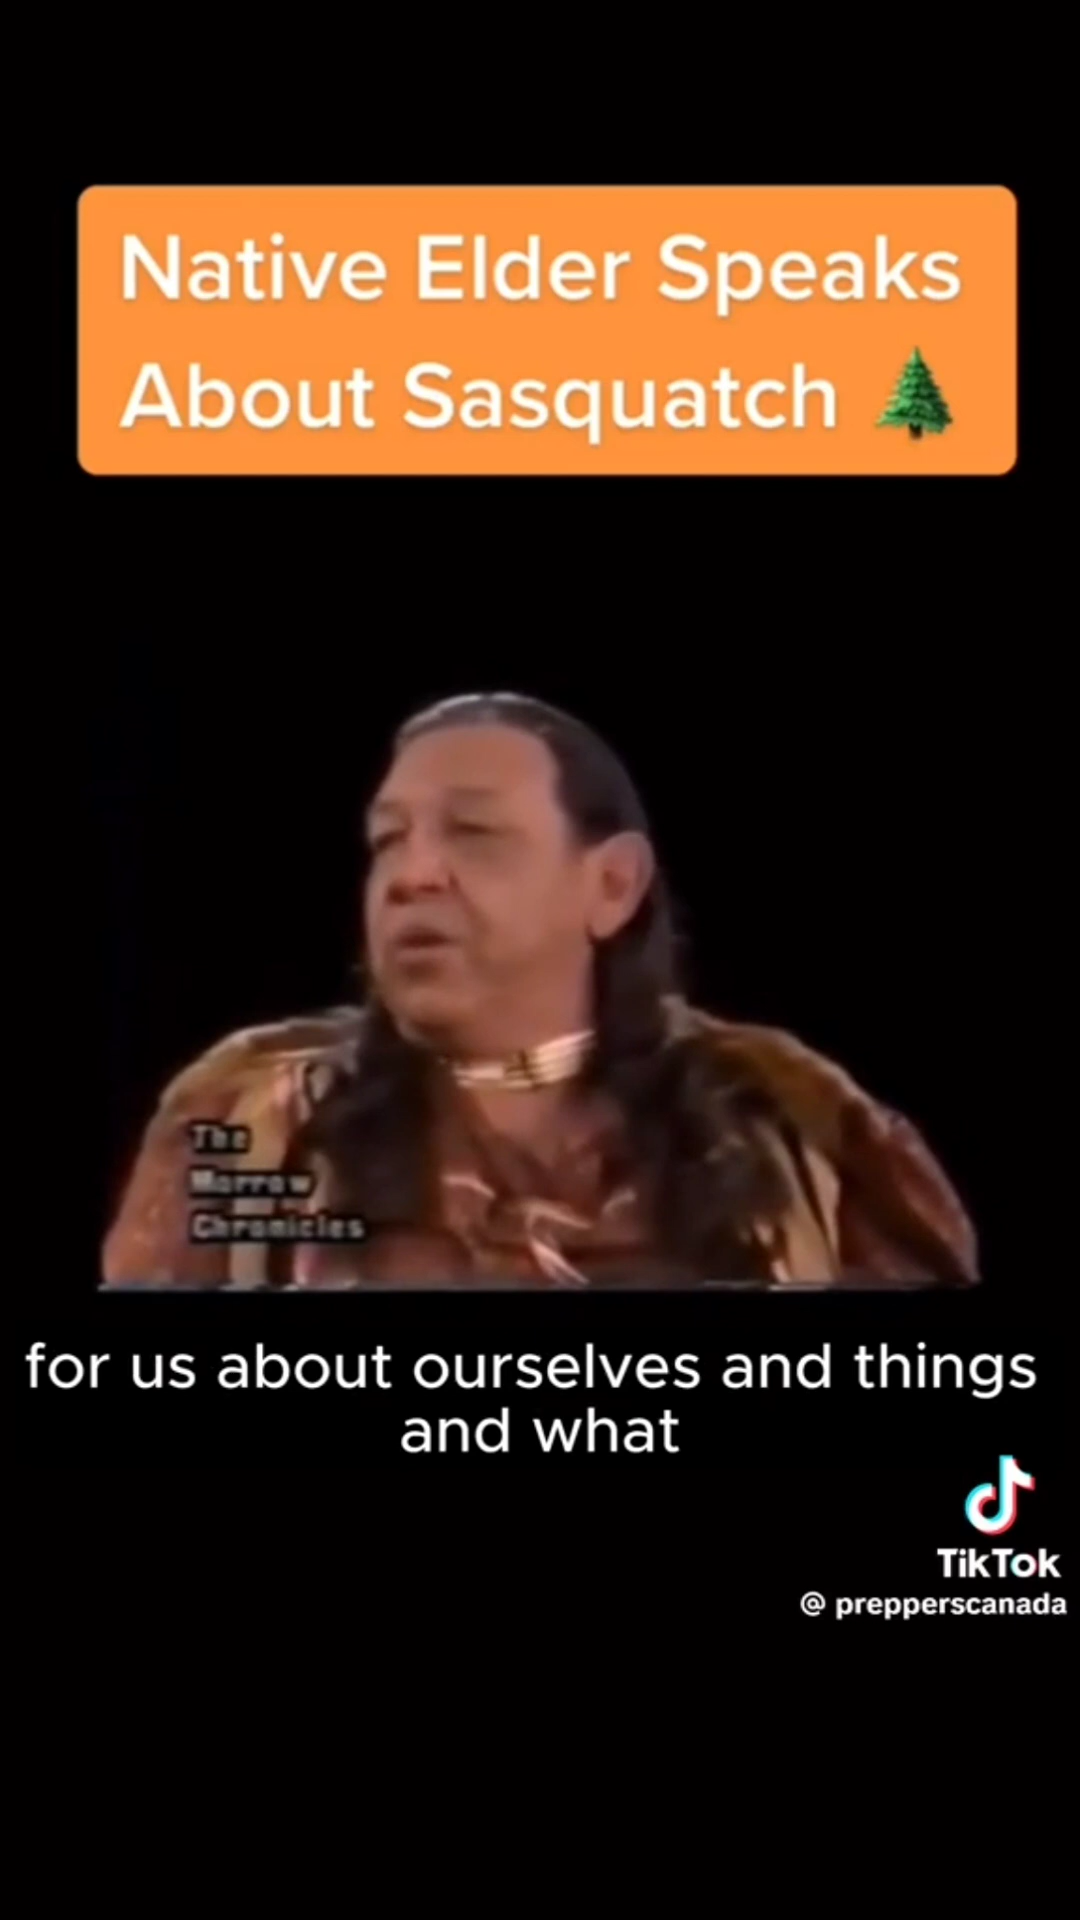 Native Elder Speaks
About Sasquatch
The
Morrow
Chronicles
for us about ourselves and things
and what
TikTok
@ prepperscanada